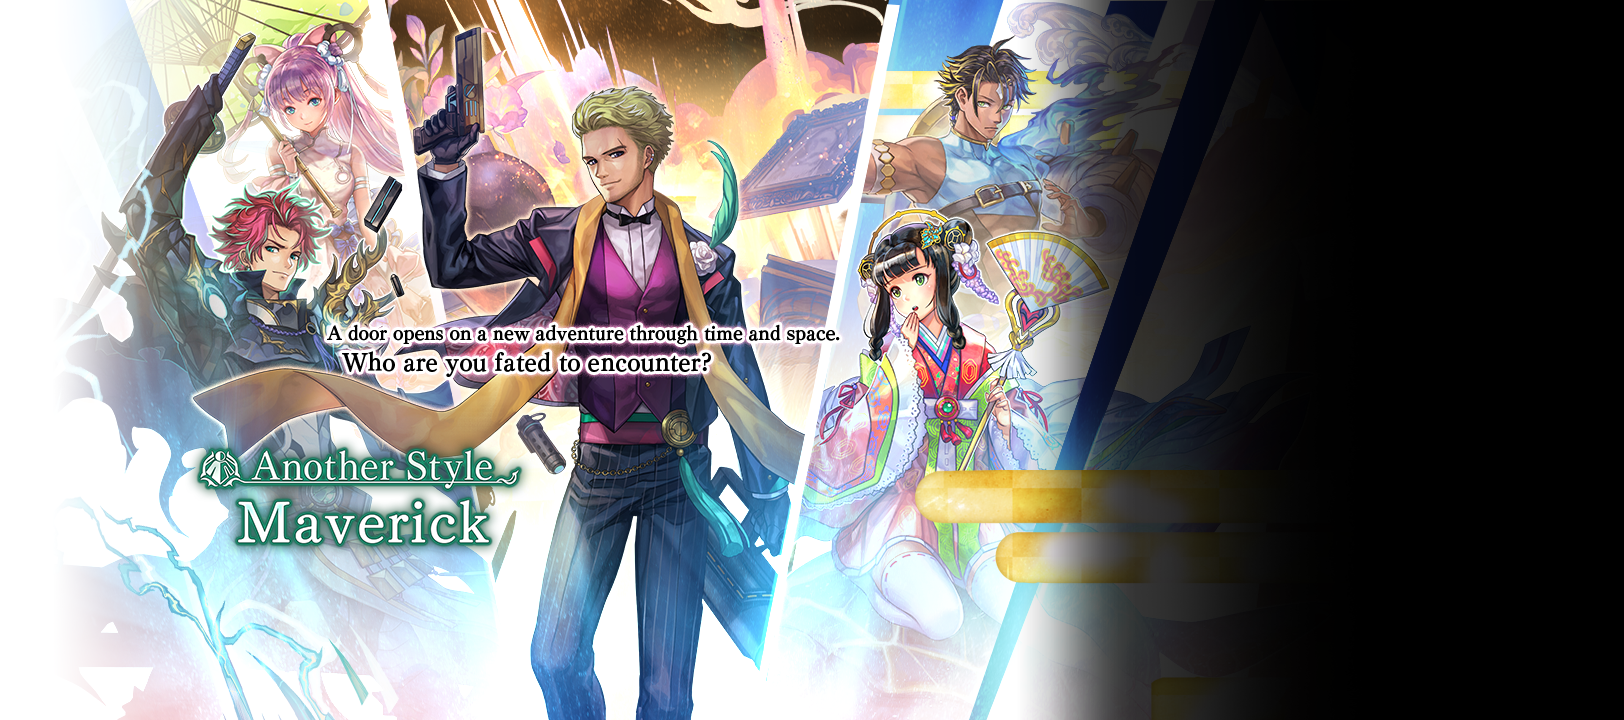 A door opens on a new adventure through time and space.
Who are you fated to encounter?
Another Style
Maverick